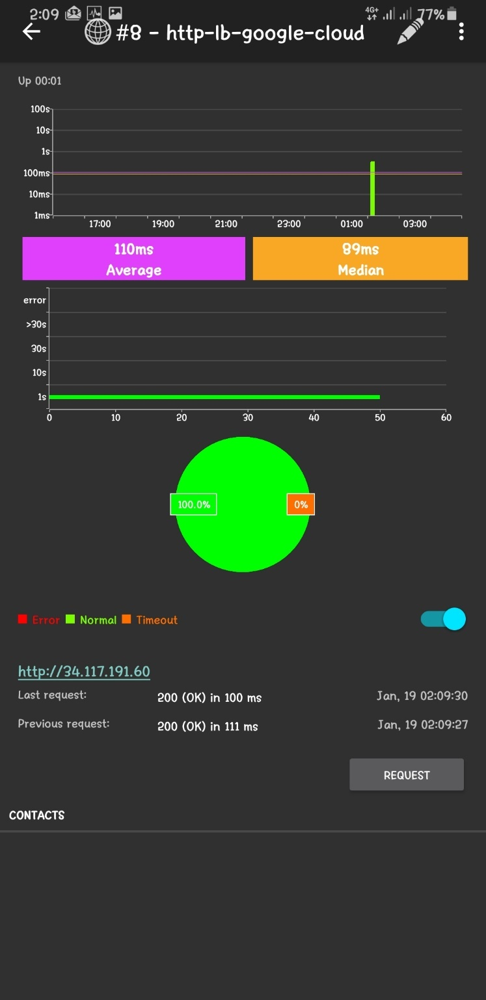 2:09 4G+ 77%
#8 - http-lb-google-cloud
Up 00:01
100s
10s
1s
100ms
10ms
1ms
17:00 19:00 21:00 23:00 01:00 03:00
110ms
Average
89ms
Median
error
>30s
30s
10s
1s
0 10 20 30 40 50 60
100.0% 0%
Error Normal Timeout
http://34.117.191.60
Last request: 200 (OK) in 100 ms Jan, 19 02:09:30
Previous request: 200 (OK) in 111 ms Jan, 19 02:09:27
REQUEST
CONTACTS